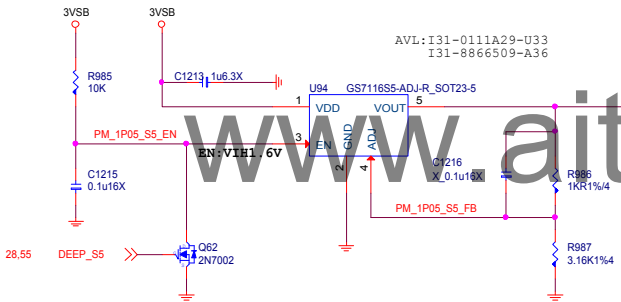 3VSB
3VSB
AVL:I31-0111A29-U33
I31-8866509-A36
R985
10K
C1213
1u6.3X
U94
GS7116S5-ADJ-R_SOT23-5
1
VDD
VOUT
5
PM_1P05_S5_EN
3
EN
GND
ADJ
EN:VIH1.6V
2
4
www.ait
C1215
0.1u16X
C1216
X_0.1u16X
R986
1KR1%/4
PM_1P05_S5_FB
28,55
DEEP_S5
Q62
2N7002
R987
3.16K1%4